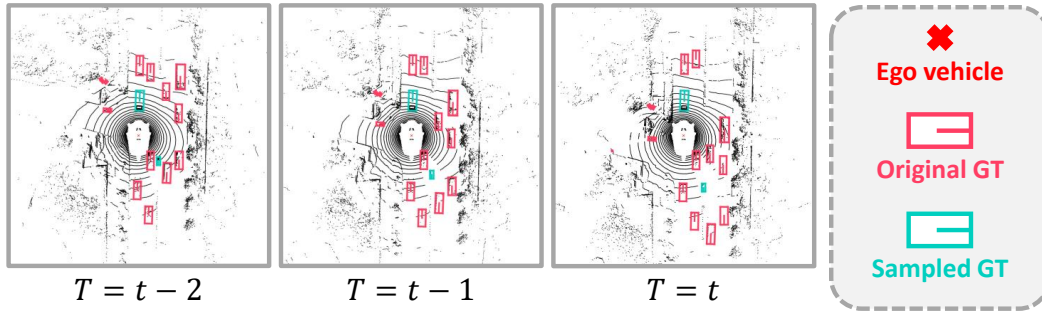 Ego vehicle
Original GT
Sampled GT
T = t − 2
T = t − 1
T = t